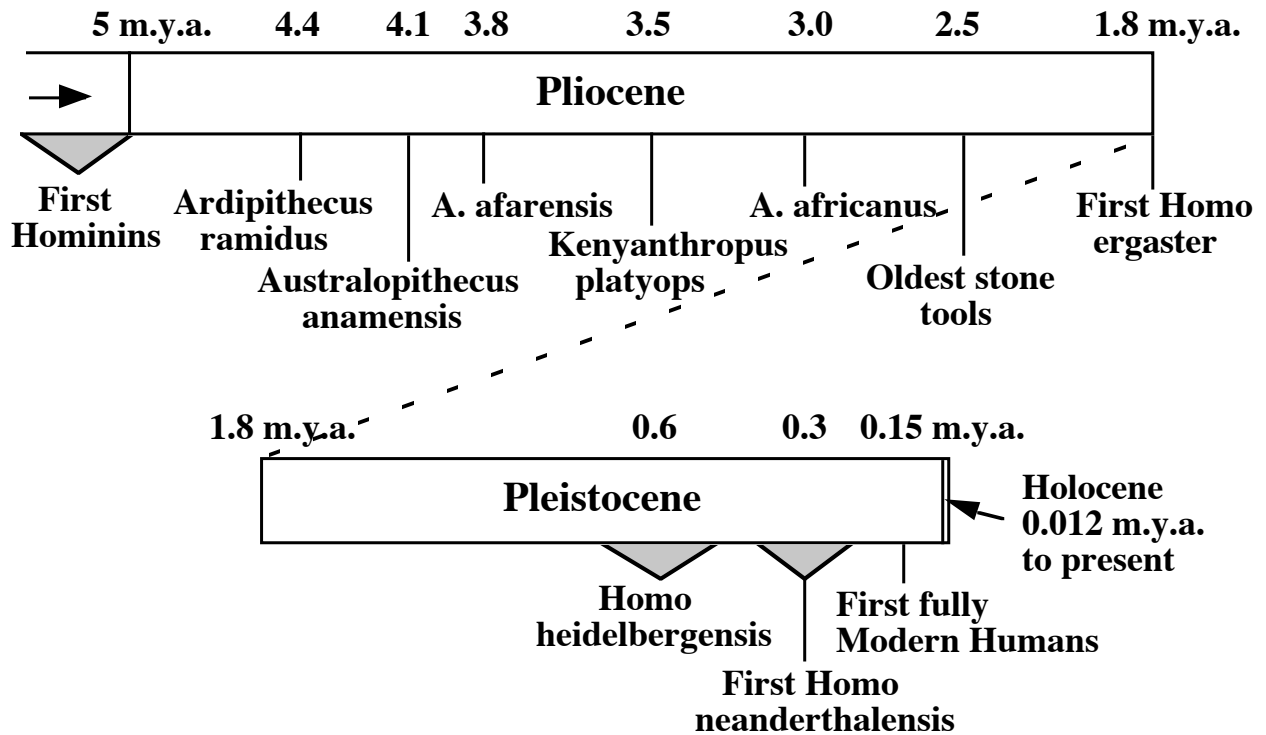 5 m.y.a. 4.4 4.1 3.8 3.5 3.0 2.5 1.8 m.y.a.
Pliocene
First
Hominins
Ardipithecus
ramidus
Australopithecus
anamensis
A. afarensis
Kenyanthropus
platyops
A. africanus
Oldest stone
tools
First Homo
ergaster
1.8 m.y.a. 0.6 0.3 0.15 m.y.a.
Pleistocene
Holocene
0.012 m.y.a.
to present
Homo
heidelbergensis
First Homo
neanderthalensis
First fully
Modern Humans